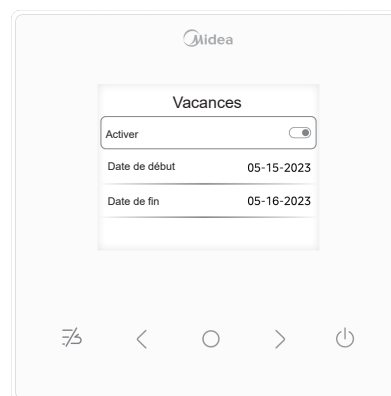 Midea
Vacances
Activer
Date de début 05-15-2023
Date de fin 05-16-2023